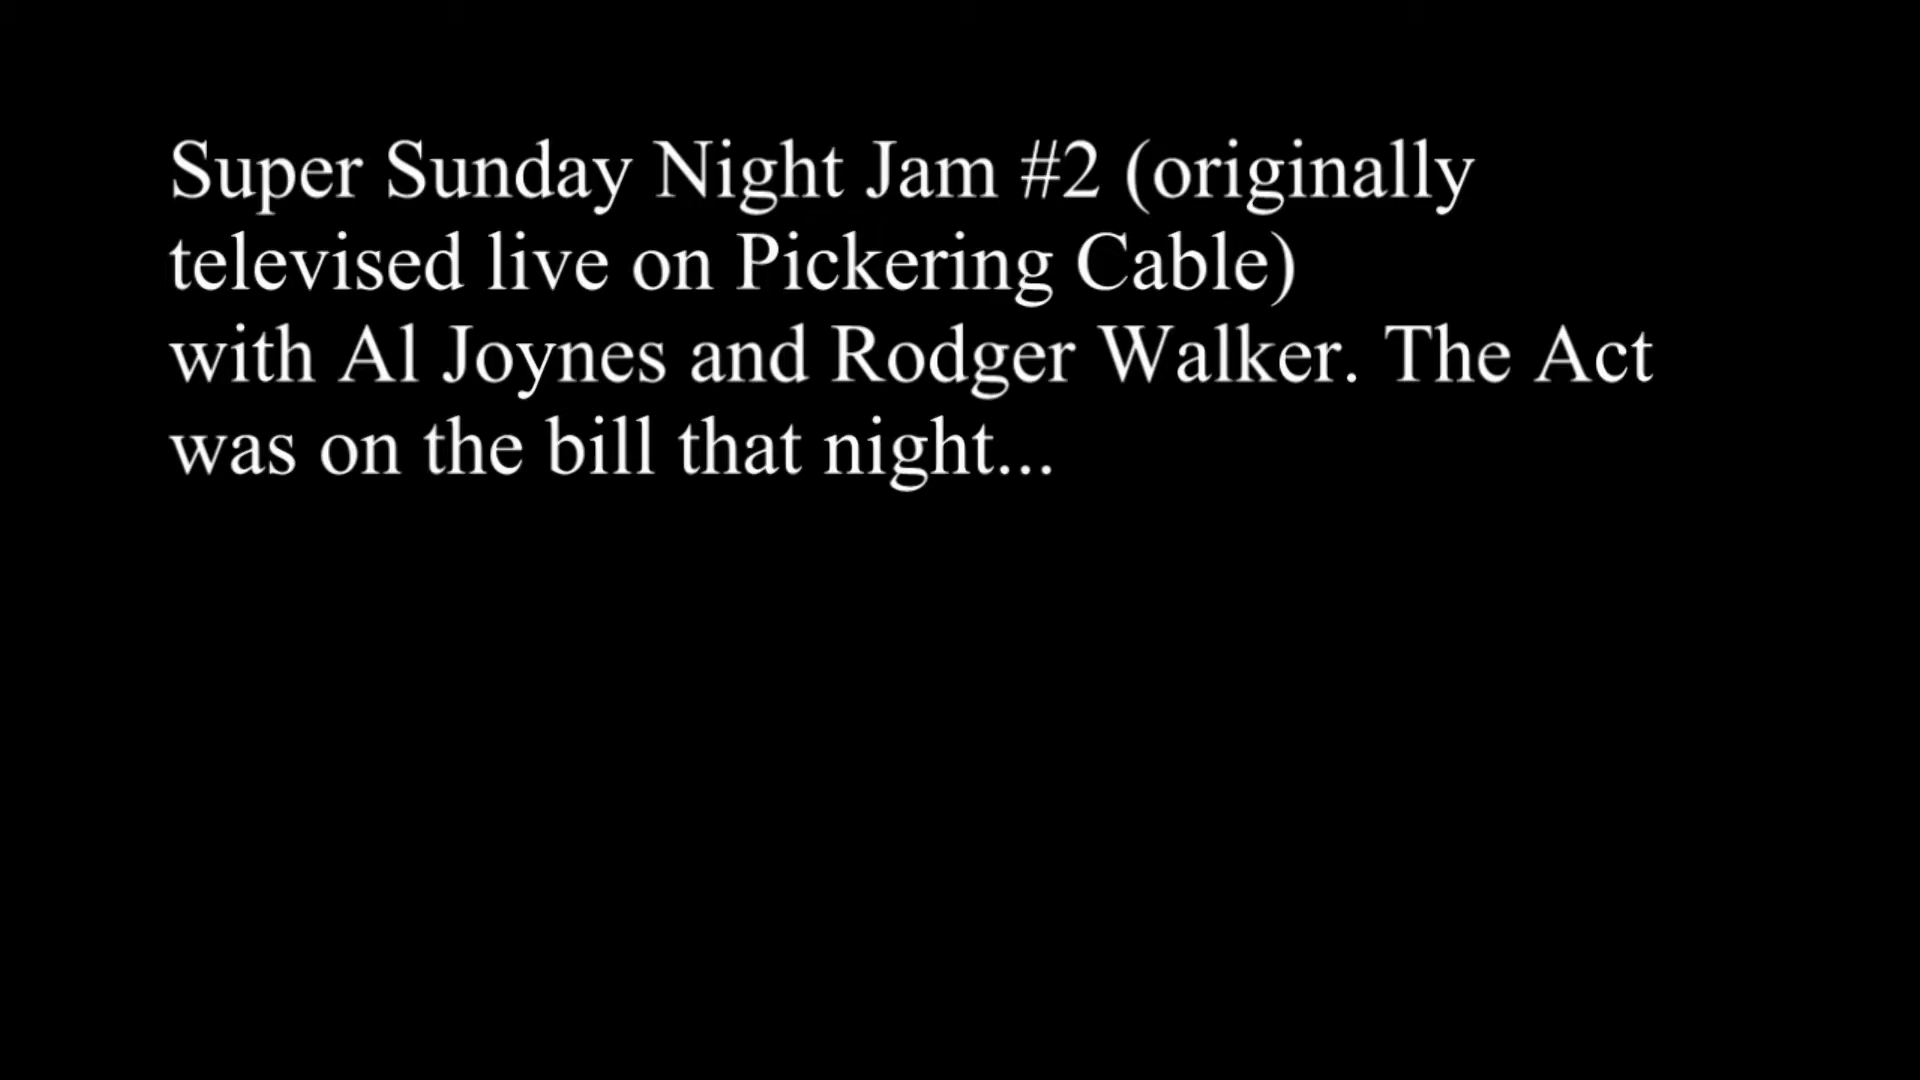 Super Sunday Night Jam #2 (originally
televised live on Pickering Cable)
with Al Joynes and Rodger Walker. The Act
was on the bill that night...